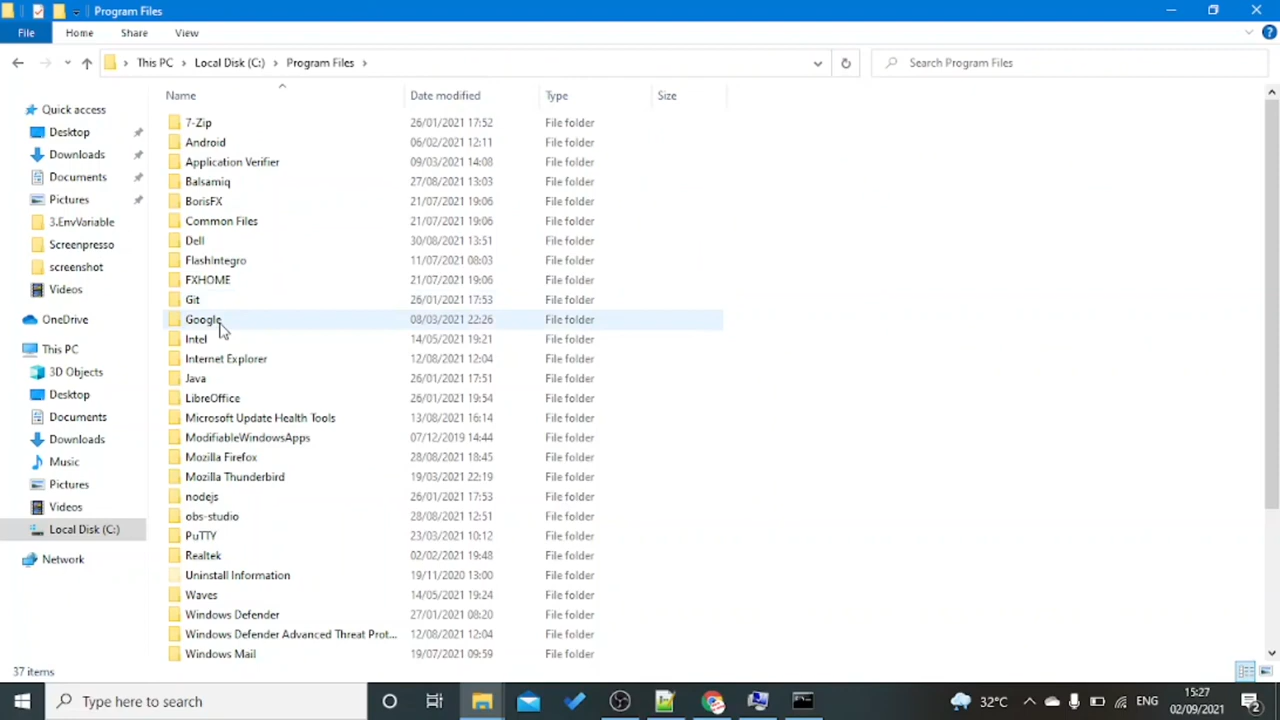 Program Files
File Home Share View
This PC Local Disk (C:) Program Files Search Program Files
Name Date modified Type Size
Quick access
Desktop
Downloads
Documents
Pictures
3.EnvVariable
Screenpresso
screenshot
Videos
OneDrive
This PC
3D Objects
Desktop
Documents
Downloads
Music
Pictures
Videos
Local Disk (C:)
Network
7-Zip 26/01/2021 17:52 File folder
Android 06/02/2021 12:11 File folder
Application Verifier 09/03/2021 14:08 File folder
Balsamiq 27/08/2021 13:03 File folder
BorisFX 21/07/2021 19:06 File folder
Common Files 21/07/2021 19:06 File folder
Dell 30/08/2021 13:51 File folder
FlashIntegro 11/07/2021 08:03 File folder
FXHOME 21/07/2021 19:06 File folder
Git 26/01/2021 17:53 File folder
Google 08/03/2021 22:26 File folder
Intel 14/05/2021 19:21 File folder
Internet Explorer 12/08/2021 12:04 File folder
Java 26/01/2021 17:51 File folder
LibreOffice 26/01/2021 19:54 File folder
Microsoft Update Health Tools 13/08/2021 16:14 File folder
ModifiableWindowsApps 07/12/2019 14:44 File folder
Mozilla Firefox 28/08/2021 18:45 File folder
Mozilla Thunderbird 19/03/2021 22:19 File folder
nodejs 26/01/2021 17:53 File folder
obs-studio 28/08/2021 12:51 File folder
PuTTY 23/03/2021 10:12 File folder
Realtek 02/02/2021 19:48 File folder
Uninstall Information 19/11/2020 13:00 File folder
Waves 14/05/2021 19:24 File folder
Windows Defender 27/01/2021 08:20 File folder
Windows Defender Advanced Threat Prot... 12/08/2021 12:04 File folder
Windows Mail 19/07/2021 09:59 File folder
37 items
Type here to search
32°C ENG
15:27
02/09/2021
2